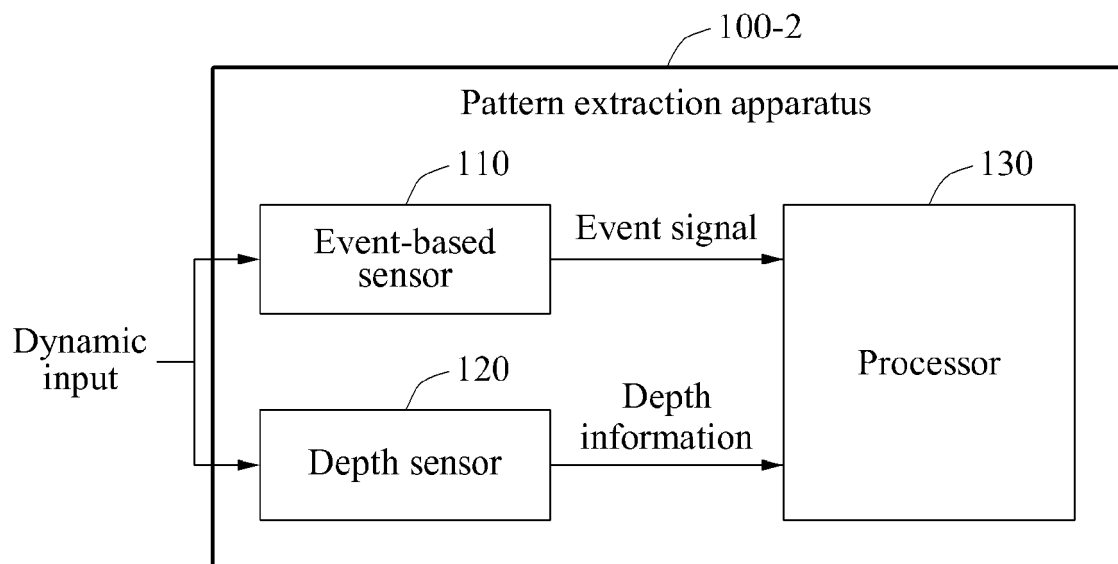 100-2
Pattern extraction apparatus
110
130
Event-based
sensor
Event signal
Dynamic
input
Processor
120
Depth
information
Depth sensor